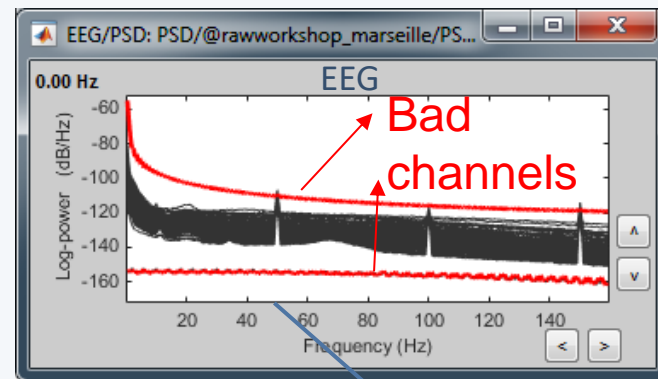 EEG/PSD: PSD/@rawworkshop_marseille/PS...
0.00 Hz
EEG
Bad
channels
Log-power (dB/Hz)
-60
-80
-100
-120
-140
-160
20 40 60 80 100 120 140
Frequency (Hz)